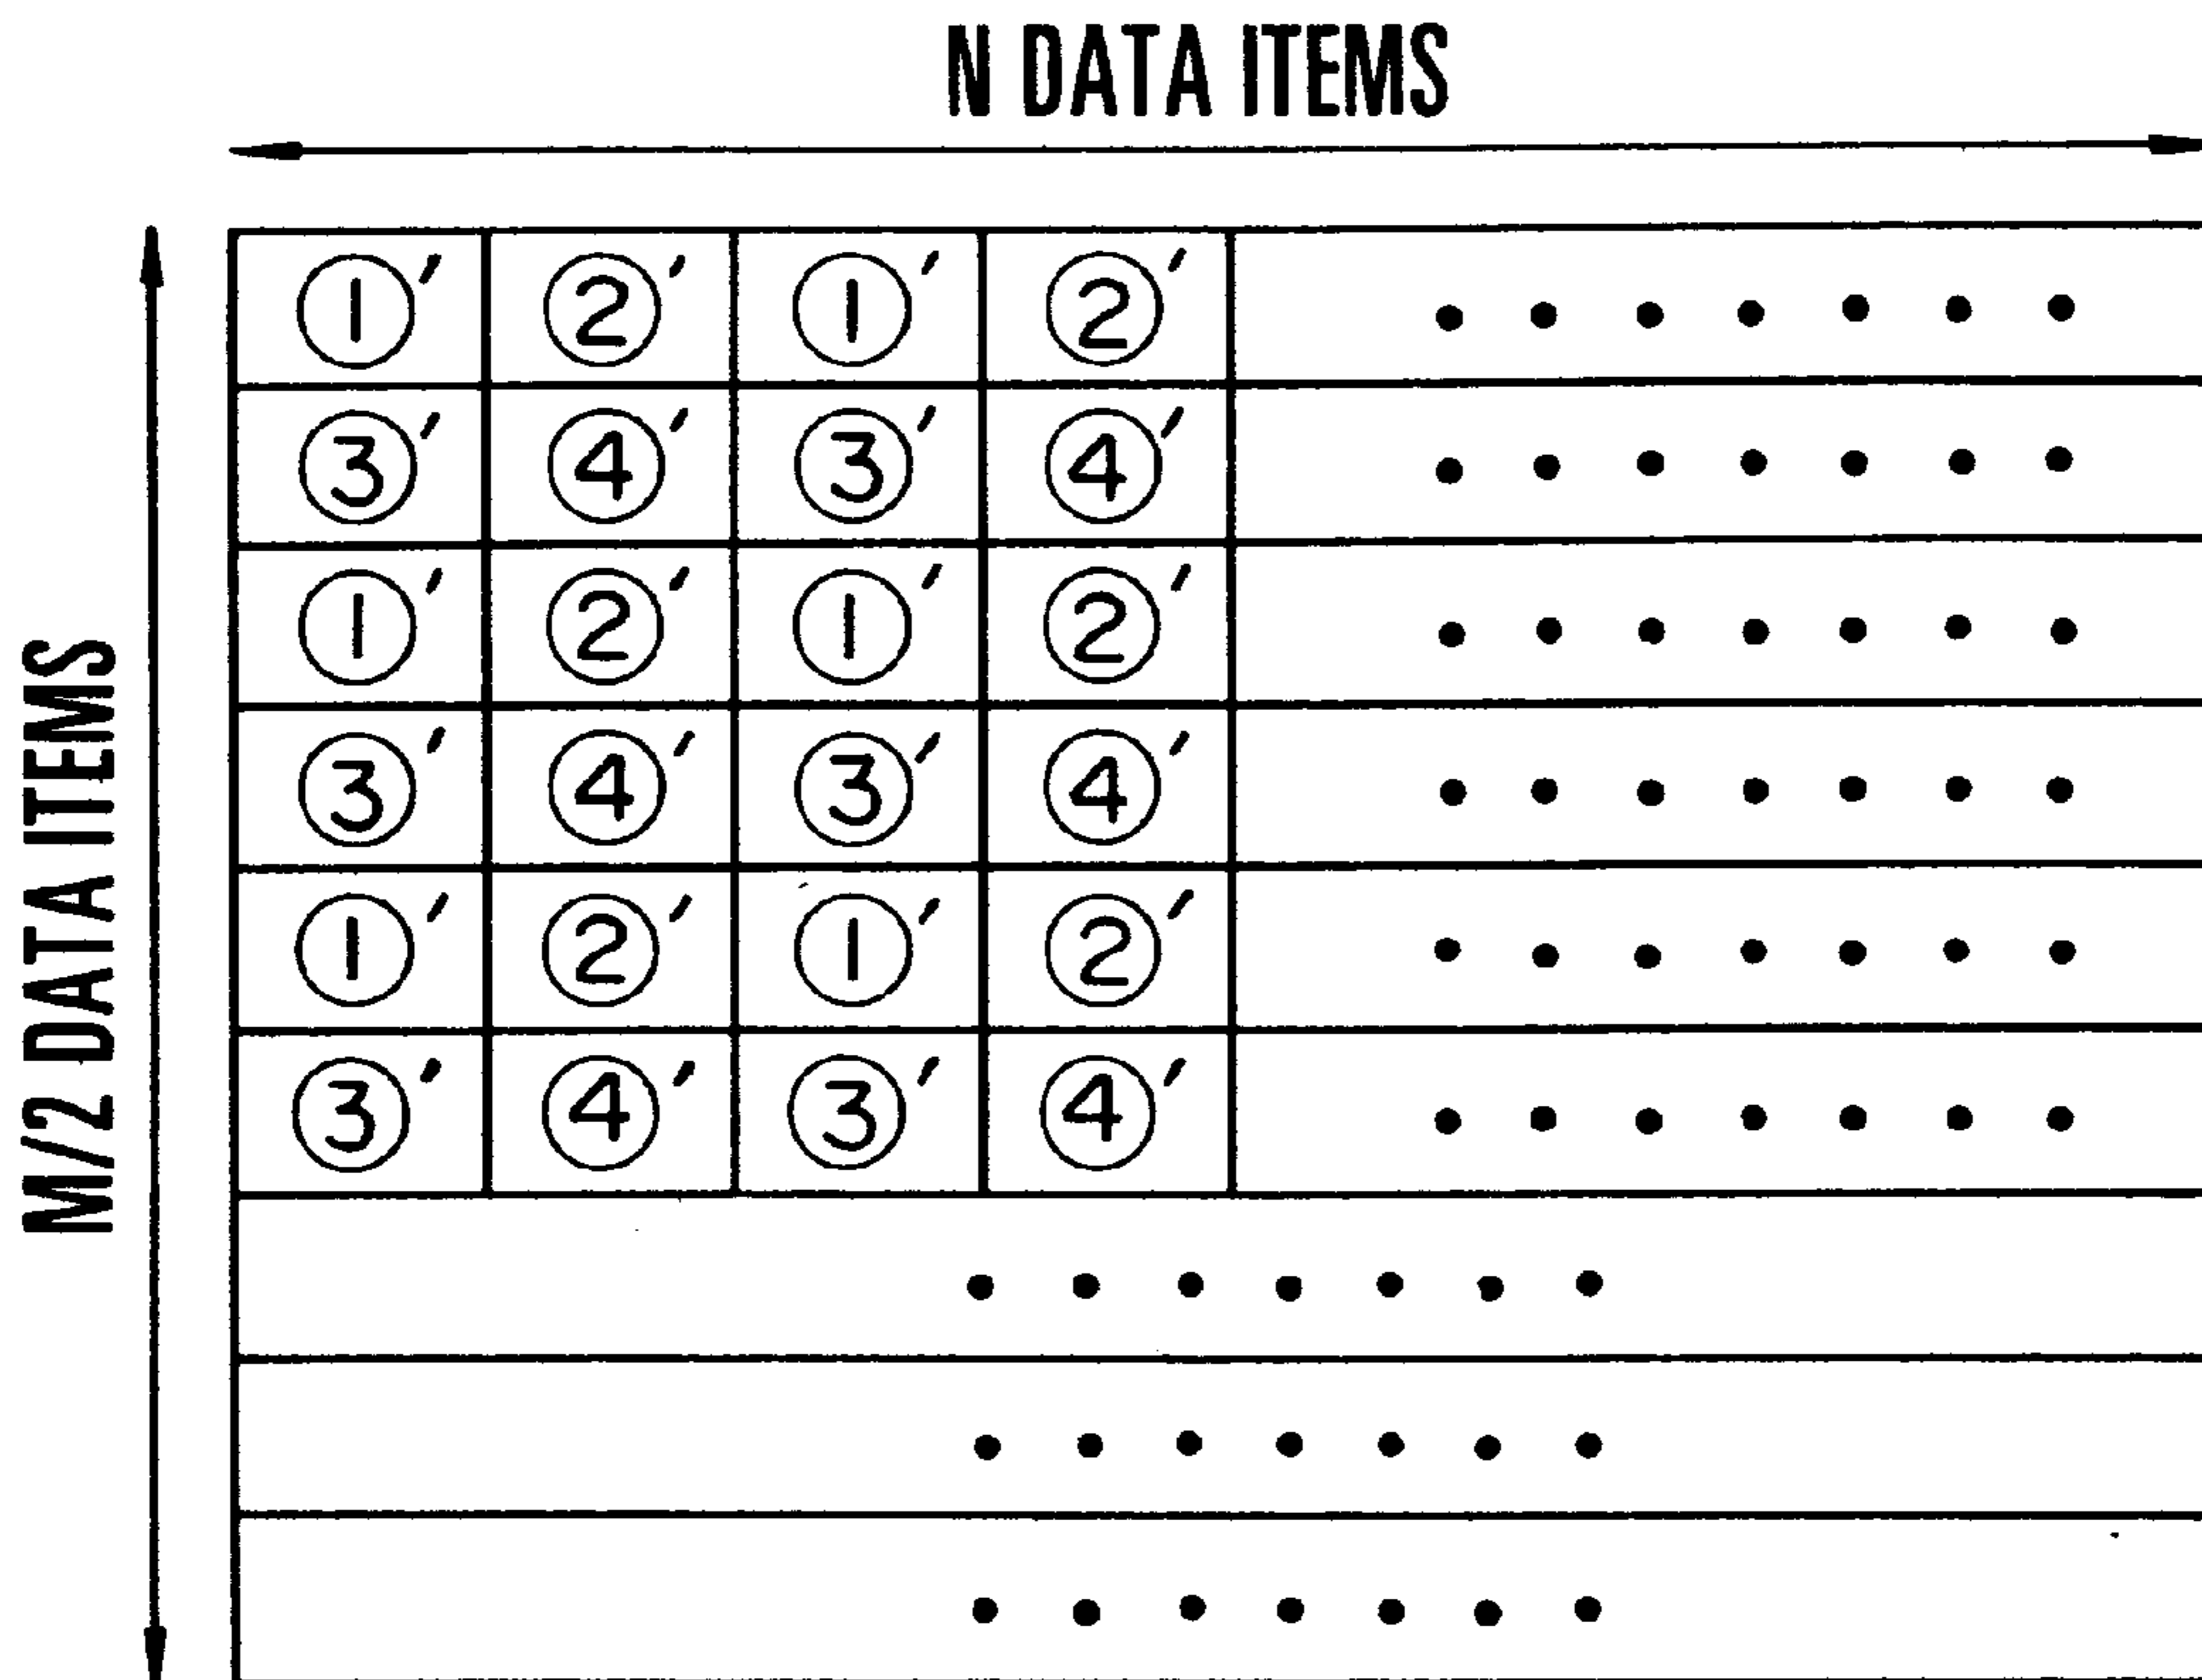 N DATA ITEMS
M/2 DATA ITEMS
①′ ②′ ①′ ②′ • • • • • • •
③′ ④′ ③′ ④′ • • • • • • •
①′ ②′ ①′ ②′ • • • • • • •
③′ ④′ ③′ ④′ • • • • • • •
①′ ②′ ①′ ②′ • • • • • • •
③′ ④′ ③′ ④′ • • • • • • •
• • • • • • •
• • • • • • •
• • • • • • •